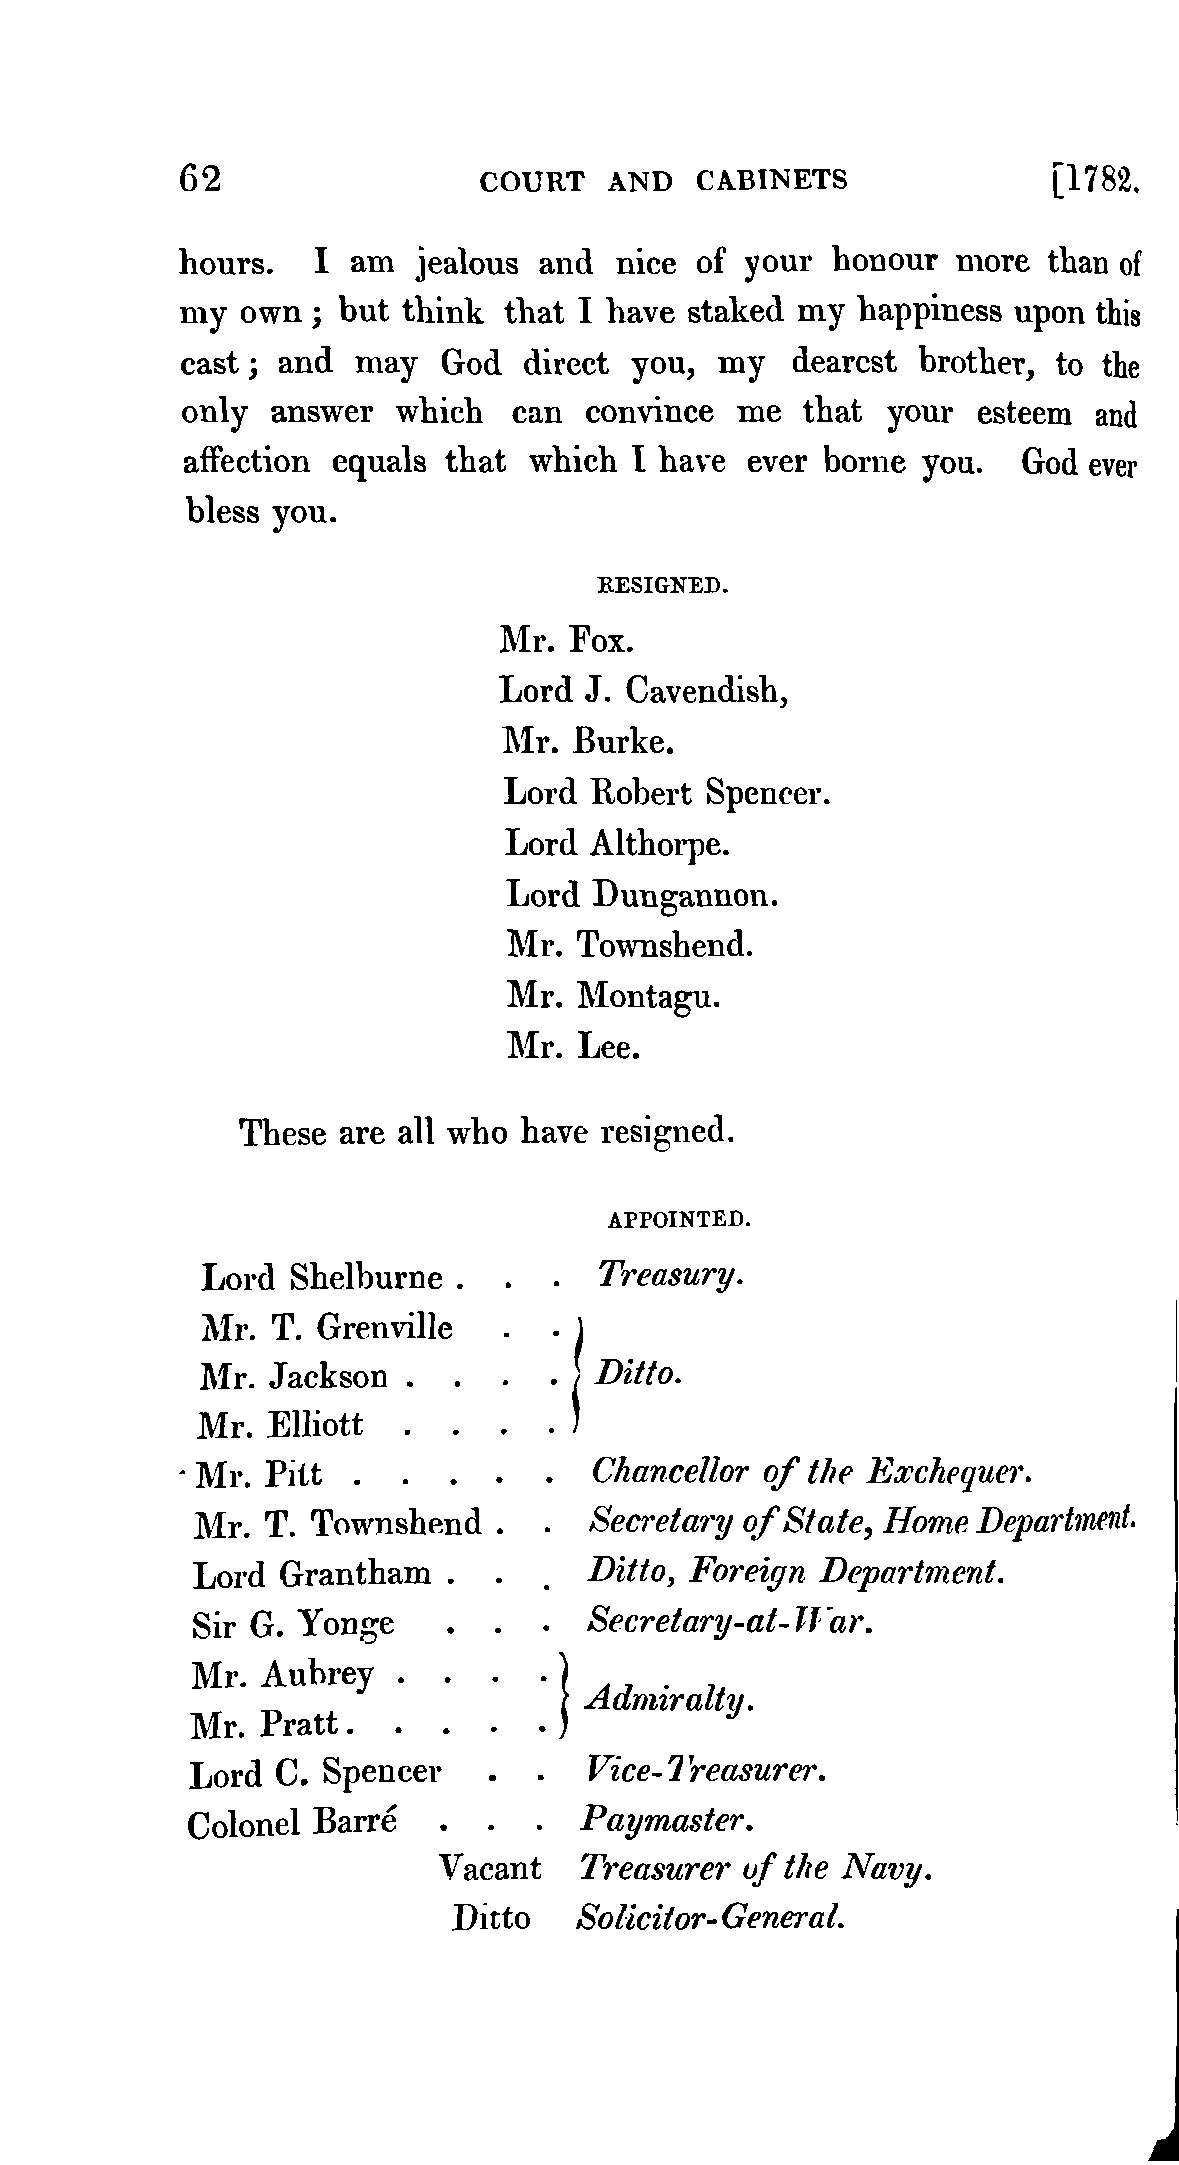 62 COURT AND CABINETS [1782.
hours. I am jealous and nice of your honour more than of
my own ; but think that I have staked my happiness upon this
cast ; and may God direct you, my dearest brother, to the
only answer which can convince me that your esteem and
affection equals that which I have ever borne you. God ever
bless you.
RESIGNED.
Mr. Fox.
Lord J. Cavendish,
Mr. Burke.
Lord Robert Spencer.
Lord Althorpe.
Lord Dungannon.
Mr. Townshend.
Mr. Montagu.
Mr. Lee.
These are all who have resigned.
APPOINTED.
Lord Shelburne . . . Treasury.
Mr. T. Grenville . .
Mr. Jackson . . . . Ditto.
Mr. Elliott . . . .
Mr. Pitt . . . . . Chancellor of the Exchequer.
Mr. T. Townshend . . Secretary of State, Home Department.
Lord Grantham . . . Ditto, Foreign Department.
Sir G. Yonge . . . Secretary-at-War.
Mr. Aubrey . . . .
Admiralty.
Mr. Pratt . . . . .
Lord C. Spencer . . Vice-Treasurer.
Colonel Barré . . . Paymaster.
Vacant Treasurer of the Navy.
Ditto Solicitor-General.